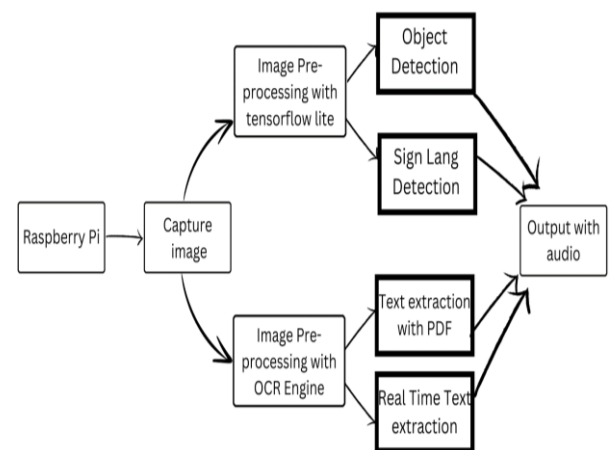 Object
Detection
Image Pre-
processing with
tensorflow lite
Sign Lang
Detection
Raspberry Pi
Capture
image
Output with
audio
Text extraction
with PDF
Image Pre-
processing with
OCR Engine
Real Time Text
extraction